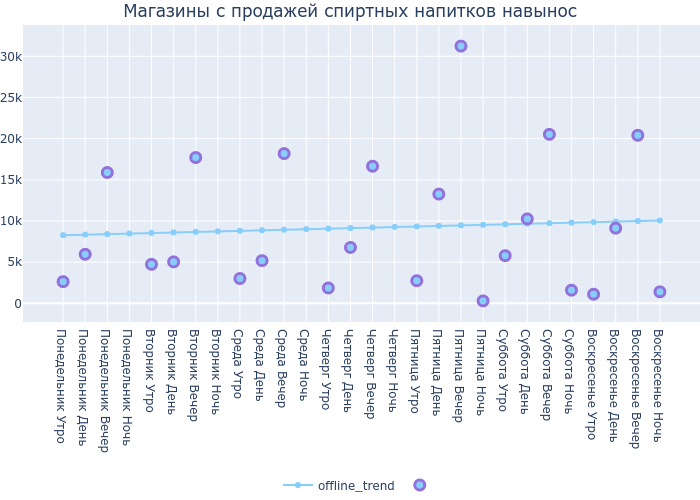 Магазины с продажей спиртных напитков навынос
30k
25k
20k
15k
10k
5k
0
Понедельник Утро
Понедельник День
Понедельник Вечер
Понедельник Ночь
Вторник Утро
Вторник День
Вторник Вечер
Вторник Ночь
Среда Утро
Среда День
Среда Вечер
Среда Ночь
Четверг Утро
Четверг День
Четверг Вечер
Четверг Ночь
Пятница Утро
Пятница День
Пятница Вечер
Пятница Ночь
Суббота Утро
Суббота День
Суббота Вечер
Суббота Ночь
Воскресенье Утро
Воскресенье День
Воскресенье Вечер
Воскресенье Ночь
offline_trend